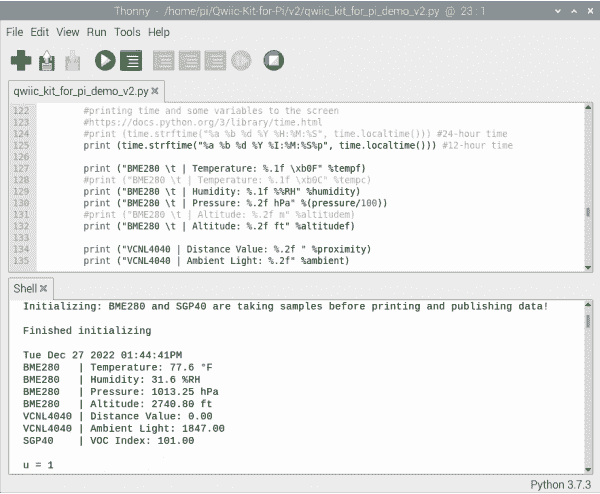 Thonny - /home/pi/Qwiic-Kit-for-Pi/v2/qwiic_kit_for_pi_demo_v2.py @ 23 : 1
File Edit View Run Tools Help
qwiic_kit_for_pi_demo_v2.py
122 #printing time and some variables to the screen
123 #https://docs.python.org/3/library/time.html
124 #print (time.strftime("%a %b %d %Y %H:%M:%S", time.localtime())) #24-hour time
125 print (time.strftime("%a %b %d %Y %I:%M:%S%p", time.localtime())) #12-hour time
126
127 print ("BME280 \t | Temperature: %.1f \xb0F" %tempf)
128 #print ("BME280 \t | Temperature: %.1f \xb0C" %tempc)
129 print ("BME280 \t | Humidity: %.1f %%RH" %humidity)
130 print ("BME280 \t | Pressure: %.2f hPa" %(pressure/100))
131 #print ("BME280 \t | Altitude: %.2f m" %altitudem)
132 print ("BME280 \t | Altitude: %.2f ft" %altitudef)
133
134 print ("VCNL4040 | Distance Value: %.2f " %proximity)
135 print ("VCNL4040 | Ambient Light: %.2f" %ambient)
Shell
Initializing: BME280 and SGP40 are taking samples before printing and publishing data!
Finished initializing
Tue Dec 27 2022 01:44:41PM
BME280 | Temperature: 77.6 °F
BME280 | Humidity: 31.6 %RH
BME280 | Pressure: 1013.25 hPa
BME280 | Altitude: 2740.80 ft
VCNL4040 | Distance Value: 0.00
VCNL4040 | Ambient Light: 1847.00
SGP40 | VOC Index: 101.00
u = 1
Python 3.7.3